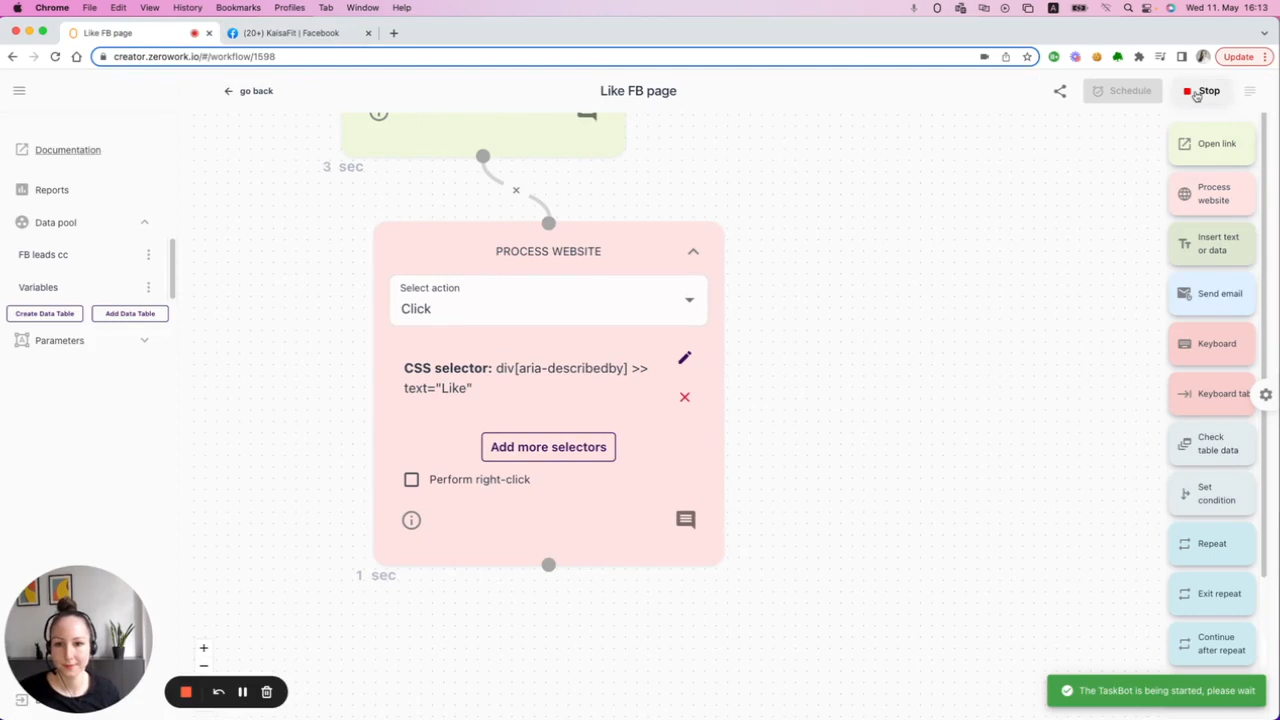 Chrome File Edit View History Bookmarks Profiles Tab Window Help
A
Wed 11. May 16:13
Like FB page
(20+) KaisaFit | Facebook
creator.zerowork.io/#/workflow/1598
Update
go back
Like FB page
Schedule
Stop
Documentation
Reports
Data pool
FB leads cc
Variables
Create Data Table
Add Data Table
Parameters
3 sec
PROCESS WEBSITE
Select action
Click
CSS selector: div[aria-describedby] >>
text="Like"
Add more selectors
Perform right-click
1 sec
Open link
Process
website
Insert text
or data
Send email
Keyboard
Keyboard tab
Check
table data
Set
condition
Repeat
Exit repeat
Continue
after repeat
The TaskBot is being started, please wait